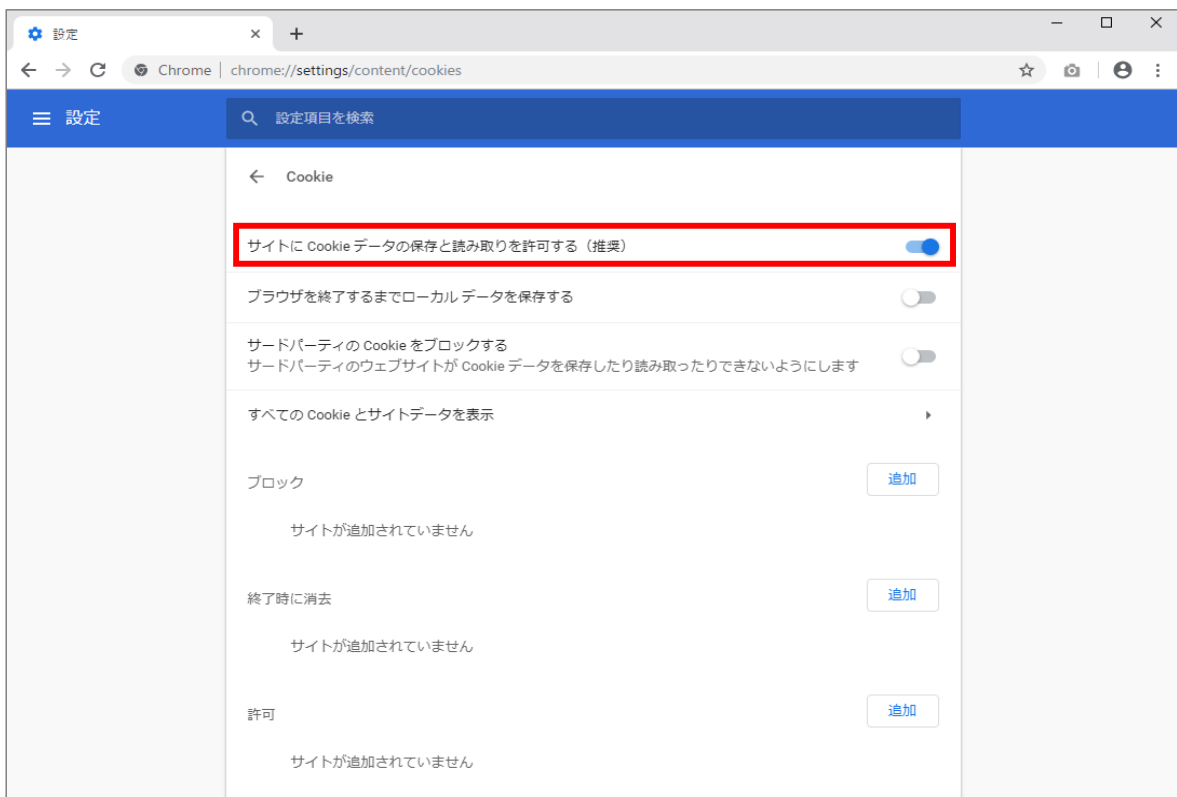 設定
Chrome | chrome://settings/content/cookies
設定
設定項目を検索
Cookie
サイトに Cookie データの保存と読み取りを許可する（推奨）
ブラウザを終了するまでローカル データを保存する
サードパーティの Cookie をブロックする
サードパーティのウェブサイトが Cookie データを保存したり読み取ったりできないようにします
すべての Cookie とサイトデータを表示
ブロック 追加
サイトが追加されていません
終了時に消去 追加
サイトが追加されていません
許可 追加
サイトが追加されていません